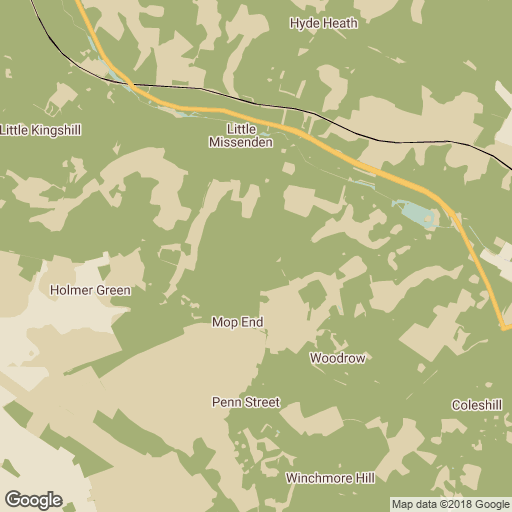 Hyde Heath
Little Kingshill
Little
Missenden
Holmer Green
Mop End
Woodrow
Penn Street
Coleshill
Winchmore Hill
Google
Map data ©2018 Google